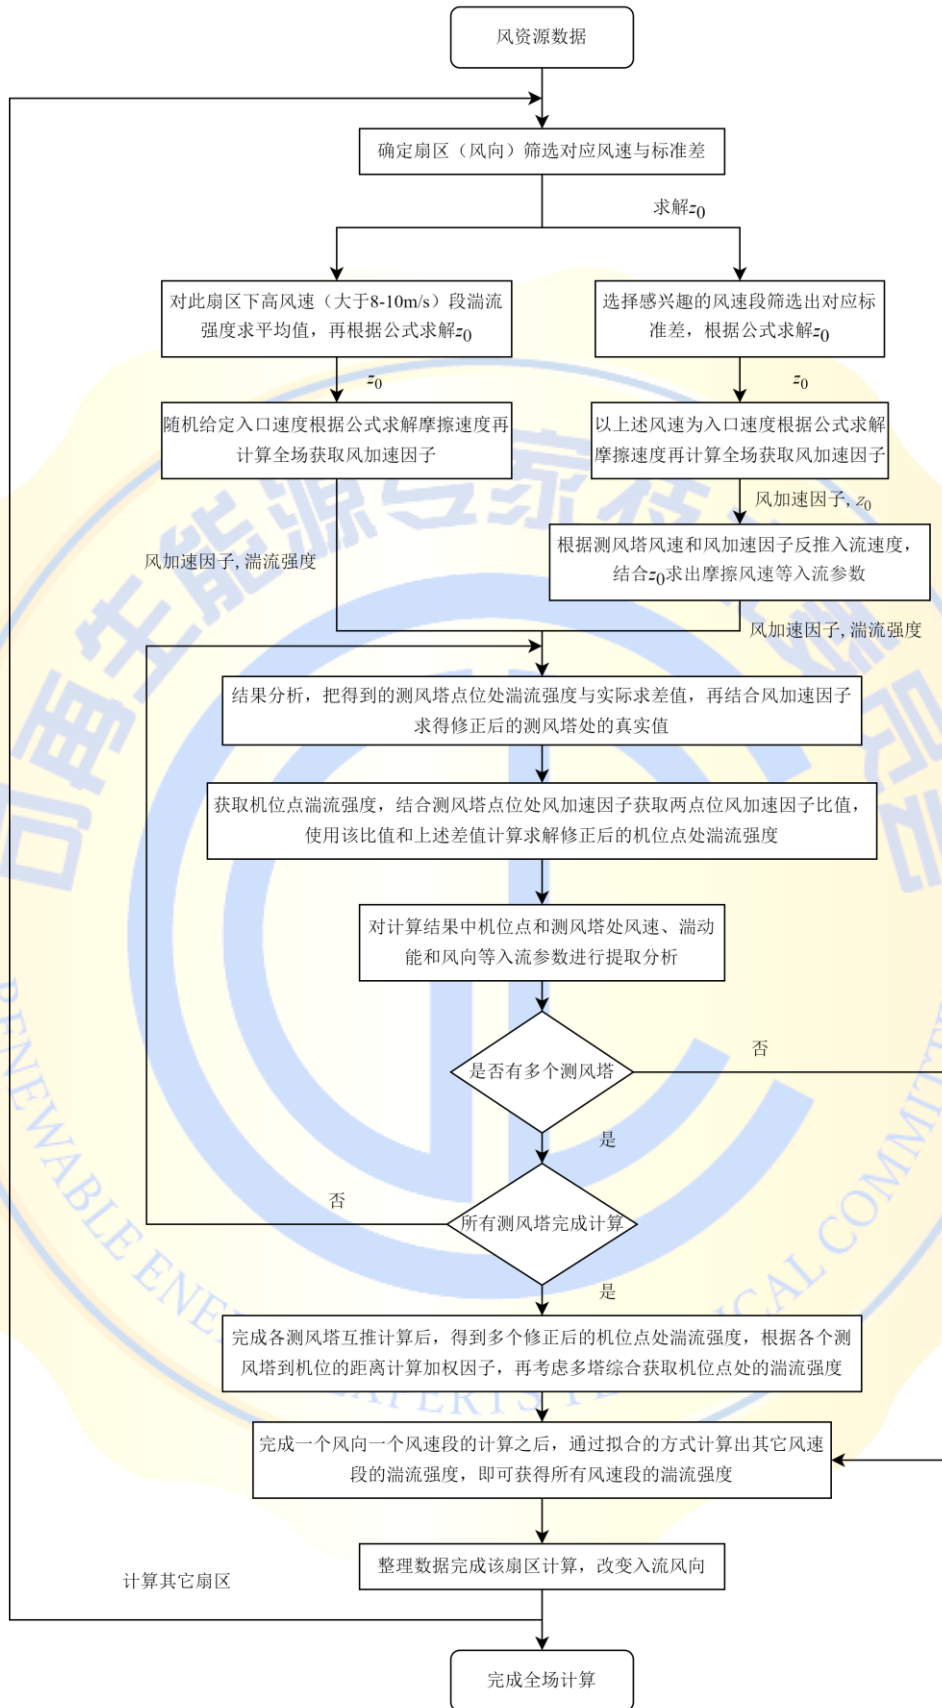 风资源数据
确定扇区（风向）筛选对应风速与标准差
求解z0
对此扇区下高风速（大于8-10m/s）段湍流
强度求平均值，再根据公式求解z0
选择感兴趣的风速段筛选出对应标
准差，根据公式求解z0
z0
z0
随机给定入口速度根据公式求解摩擦速度再
计算全场获取风加速因子
以上述风速为入口速度根据公式求解
摩擦速度再计算全场获取风加速因子
风加速因子, z0
根据测风塔风速和风加速因子反推入流速度，
结合z0求出摩擦风速等入流参数
风加速因子, 湍流强度
风加速因子, 湍流强度
结果分析，把得到的测风塔点位处湍流强度与实际求差值，再结合风加速因子
求得修正后的测风塔处的真实值
获取机位点湍流强度，结合测风塔点位处风加速因子获取两点位风加速因子比值，
使用该比值和上述差值计算求解修正后的机位点处湍流强度
对计算结果中机位点和测风塔处风速、湍动
能和风向等入流参数进行提取分析
是否有多个测风塔
否
是
所有测风塔完成计算
否
是
完成各测风塔互推计算后，得到多个修正后的机位点处湍流强度，根据各个测
风塔到机位的距离计算加权因子，再考虑多塔综合获取机位点处的湍流强度
完成一个风向一个风速段的计算之后，通过拟合的方式计算出其它风速
段的湍流强度，即可获得所有风速段的湍流强度
整理数据完成该扇区计算，改变入流风向
计算其它扇区
完成全场计算